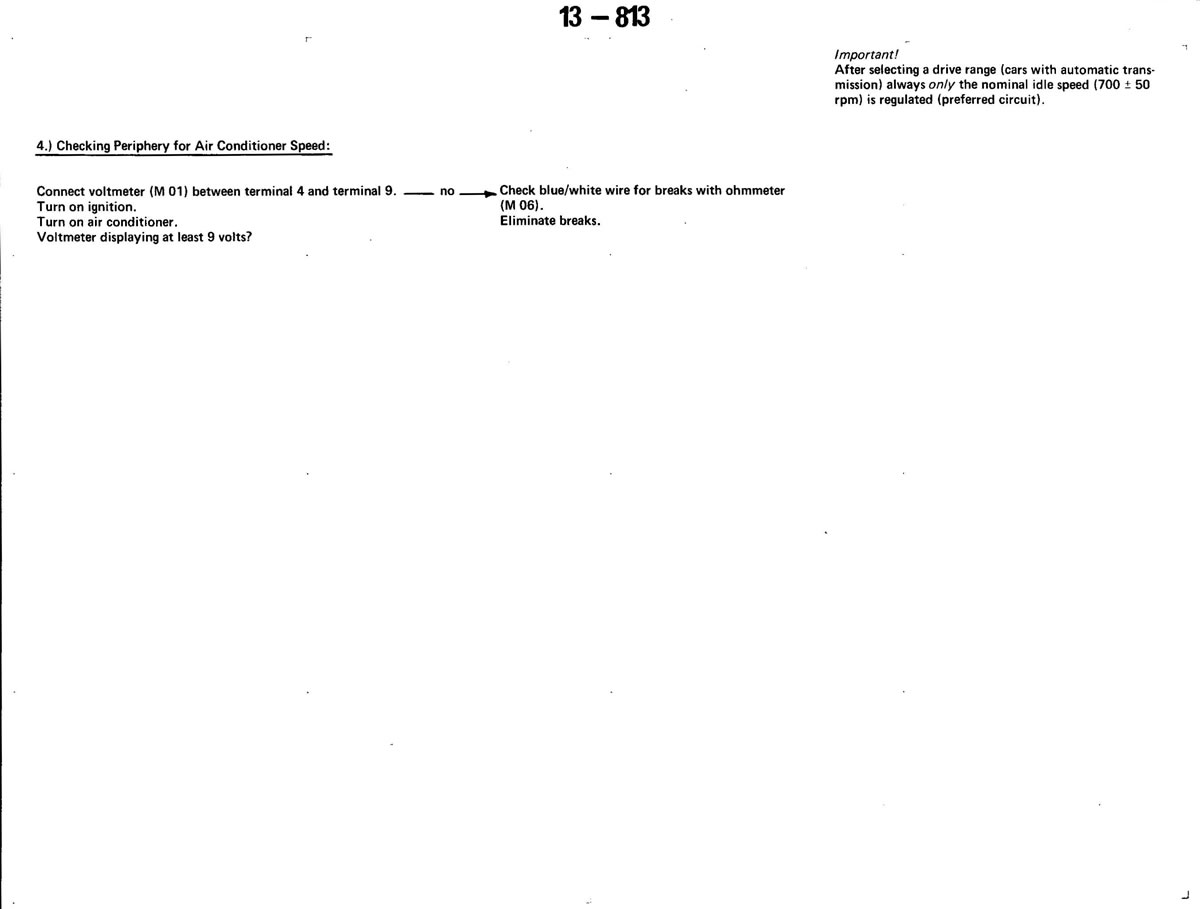 13 – 813
Important!
After selecting a drive range (cars with automatic trans-
mission) always only the nominal idle speed (700 ± 50
rpm) is regulated (preferred circuit).
4.) Checking Periphery for Air Conditioner Speed:
Connect voltmeter (M 01) between terminal 4 and terminal 9. — no → Check blue/white wire for breaks with ohmmeter
Turn on ignition. (M 06).
Turn on air conditioner. Eliminate breaks.
Voltmeter displaying at least 9 volts?